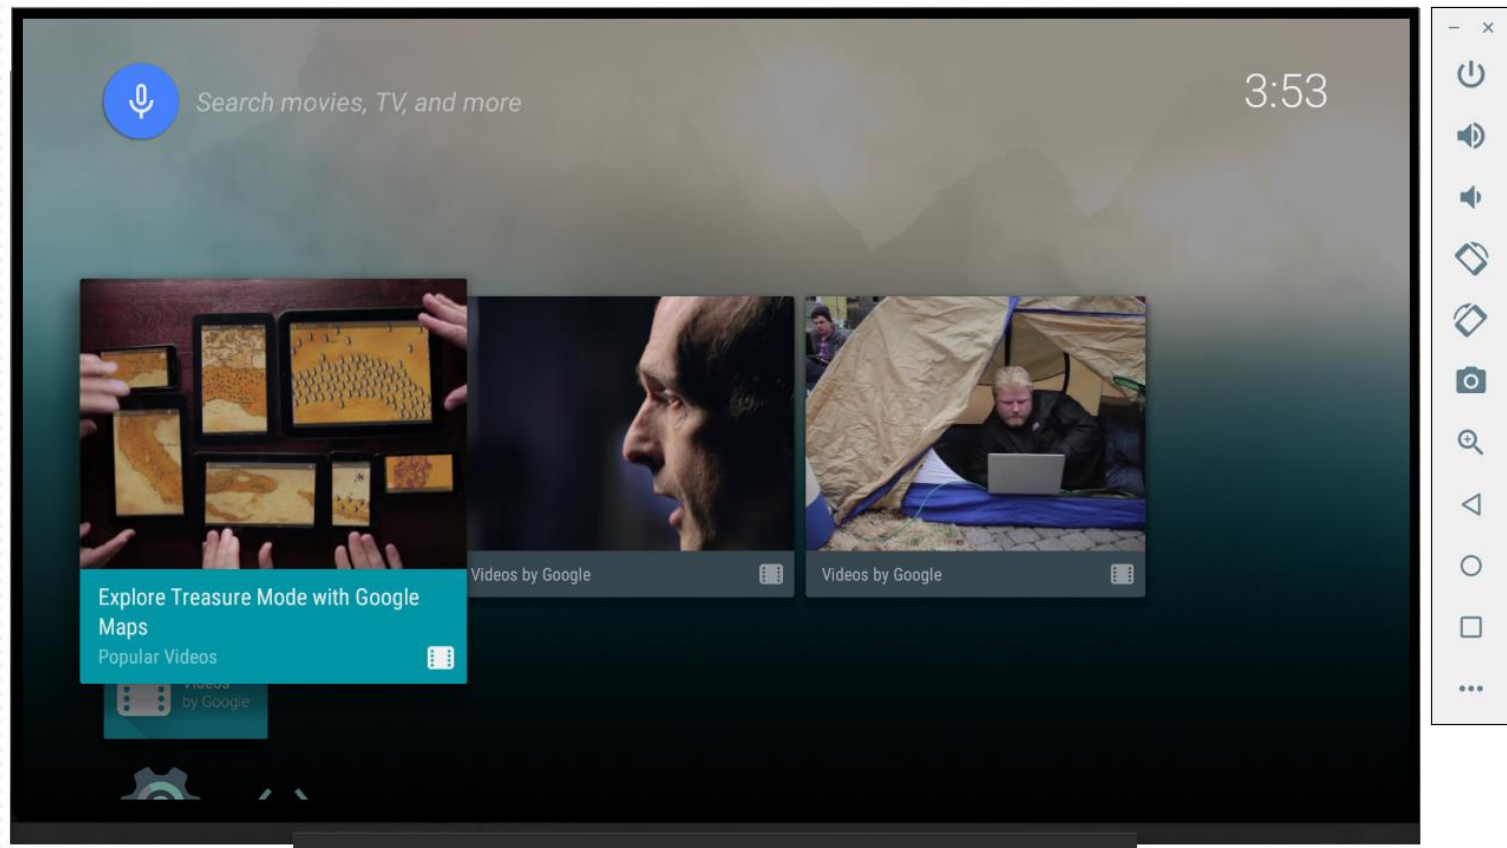 Search movies, TV, and more
3:53
Explore Treasure Mode with Google
Maps
Popular Videos
Videos by Google
Videos by Google
Videos
by Google